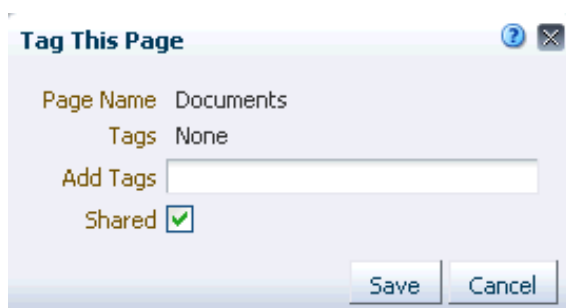 Tag This Page
Page Name Documents
Tags None
Add Tags
Shared
Save Cancel